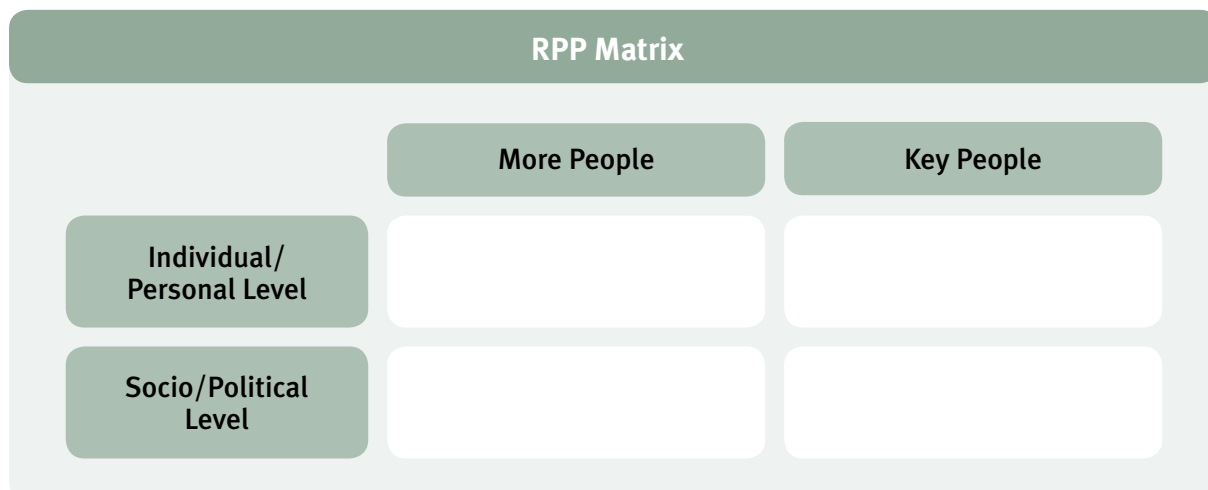 RPP Matrix
More People
Key People
Individual/
Personal Level
Socio/Political
Level